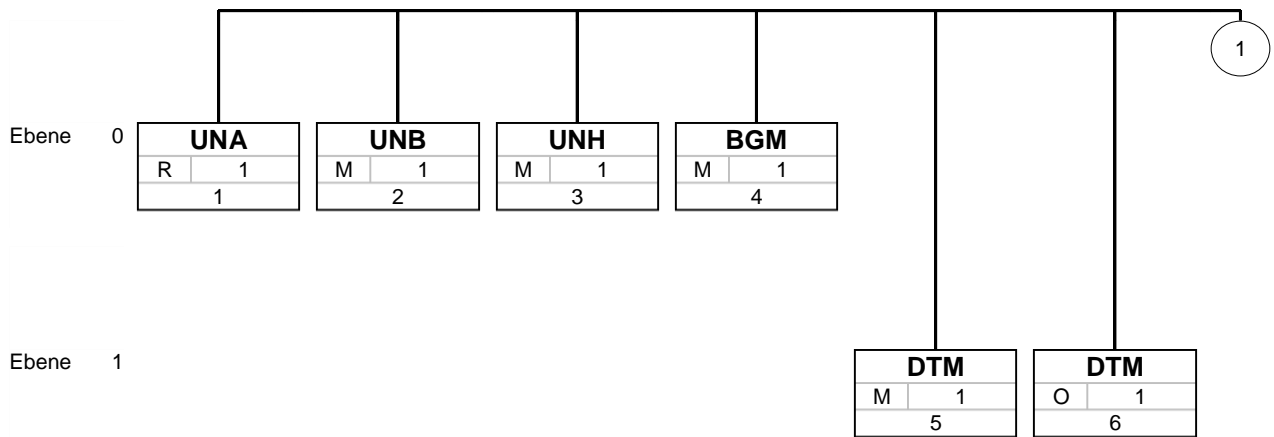 1
Ebene 0
UNA UNB UNH BGM
R 1 M 1 M 1 M 1
1 2 3 4
Ebene 1
DTM DTM
M 1 O 1
5 6